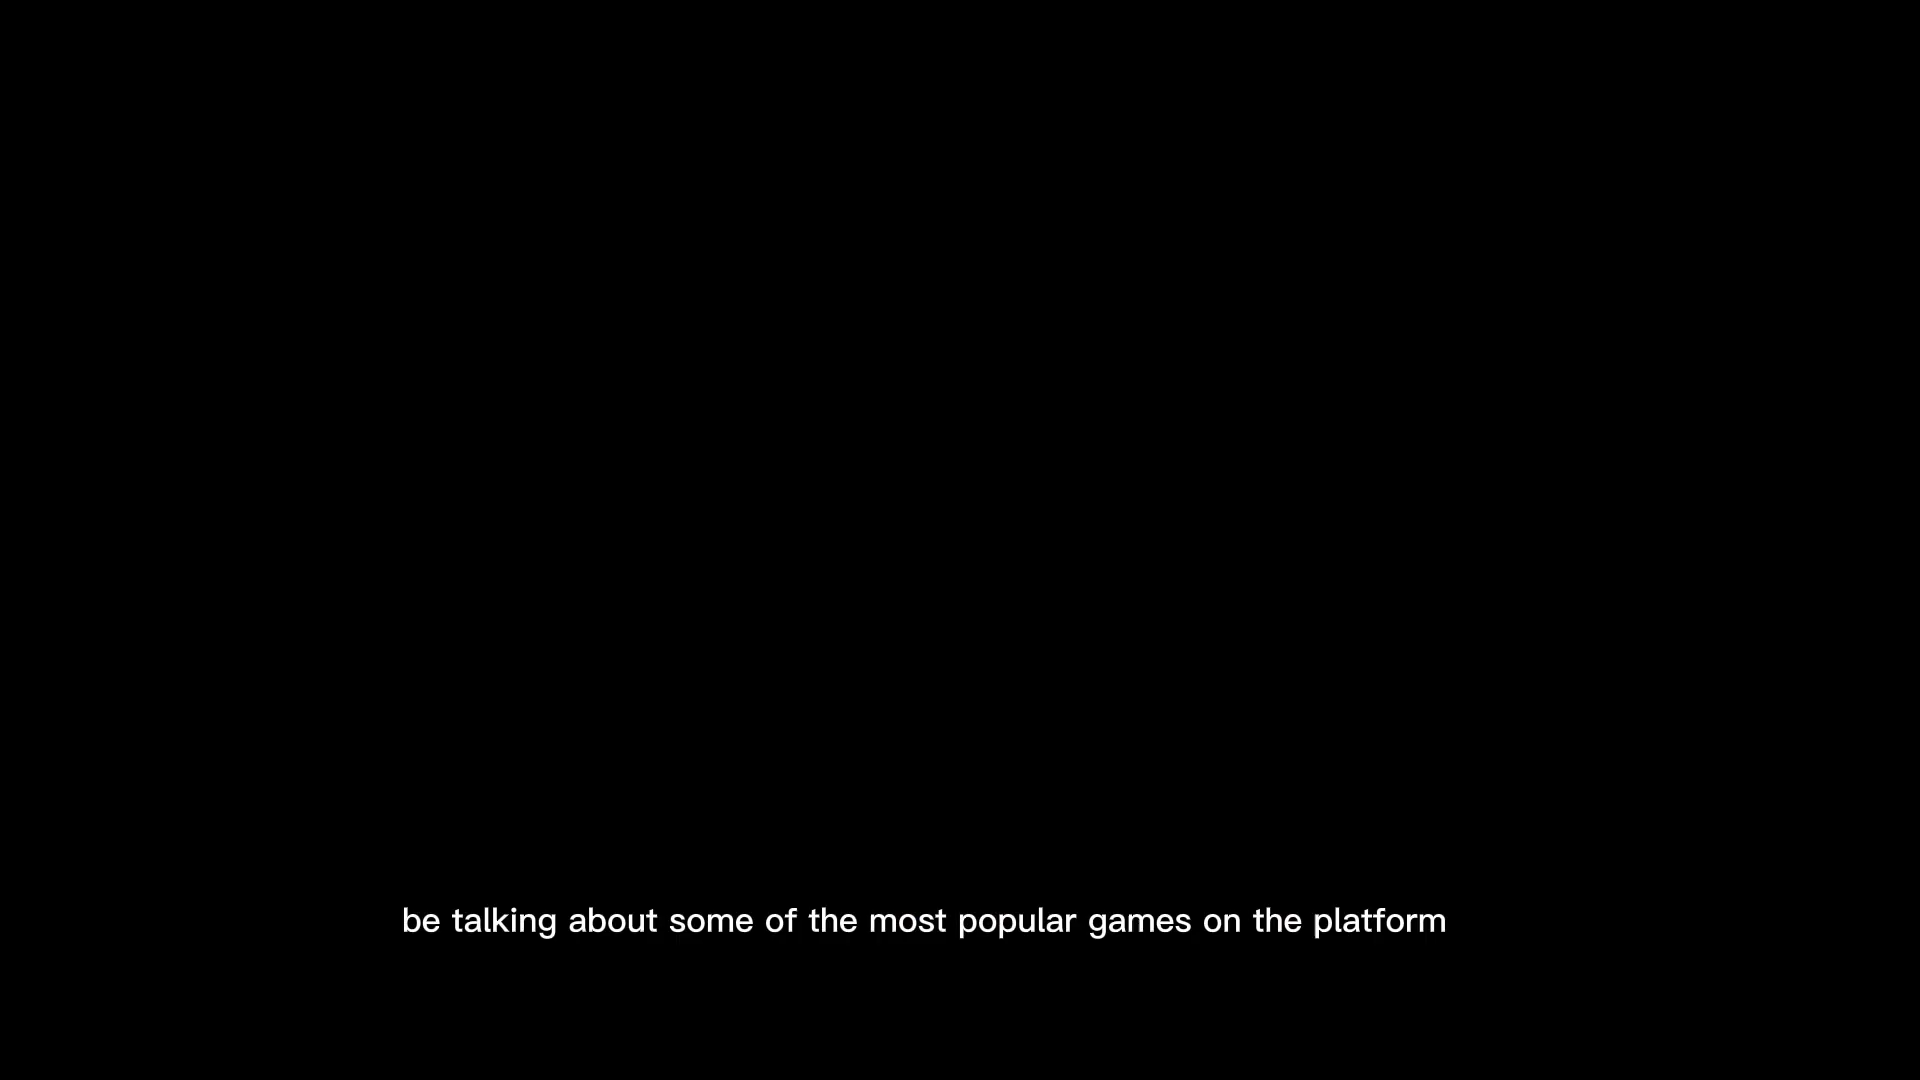 be talking about some of the most popular games on the platform